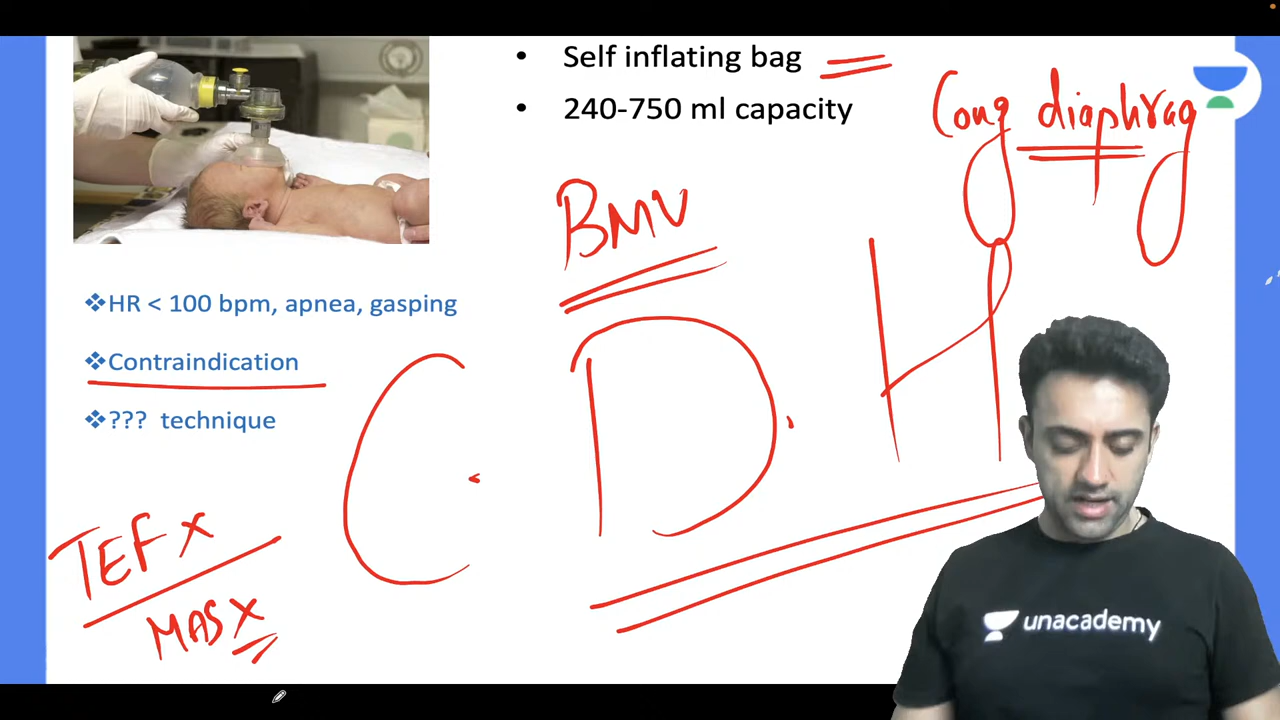 • Self inflating bag
• 240-750 ml capacity
Cong diaphrag
BMV
❖HR < 100 bpm, apnea, gasping
❖Contraindication
❖??? technique
C. D. H
TEF X
MAS X
unacademy